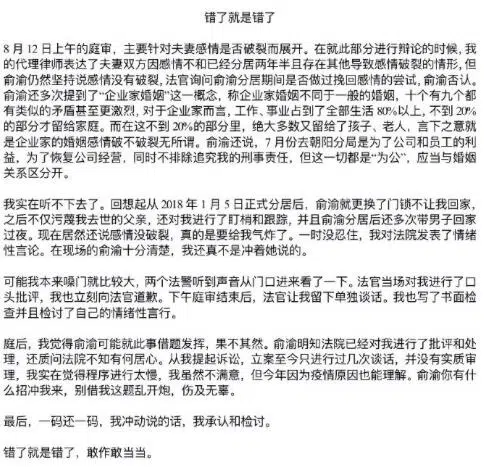 错了就是错了
8 月 12 日上午的庭审，主要针对夫妻感情是否破裂而展开。在就此部分进行辩论的时候，我
的代理律师表达了夫妻双方因感情不和已经分居两年半且存在其他导致感情破裂的情形，但
俞渝仍然坚持说感情没有破裂，法官询问俞渝分居期间是否做过挽回感情的尝试，俞渝否认。
俞渝还多次提到了“企业家婚姻”这一概念，称企业家婚姻不同于一般的婚姻，十个有九个都
有类似的矛盾甚至更激烈，对于企业家而言，工作、事业占到了全部生活 80%以上，不到 20%
的部分才留给家庭。而在这不到 20%的部分里，绝大多数又留给了孩子、老人，言下之意就
是企业家的婚姻感情破不破裂无所谓。俞渝还说，7 月份去朝阳分局是为了公司和员工的利
益，为了恢复公司经营，同时不排除追究我的刑事责任，但这一切都是“为公”，应当与婚姻
关系区分开。
我实在听不下去了。回想起从 2018 年 1 月 5 日正式分居后，俞渝就更换了门锁不让我回家，
之后不仅污蔑我去世的父亲，还对我进行了盯梢和跟踪，并且俞渝分居后还多次带男子回家
过夜。现在居然还说感情没破裂，真的是要给我气炸了。一时没忍住，我对法院发表了情绪
性言论。在现场的俞渝十分清楚，我还真不是冲着她说的。
可能我本来嗓门就比较大，两个法警听到声音从门口进来看了一下。法官当场对我进行了口
头批评，我也立刻向法官道歉。下午庭审结束后，法官让我留下单独谈话。我也写了书面检
查并且检讨了自己的情绪性言行。
庭后，我觉得俞渝可能就此事借题发挥，果不其然。俞渝明知法院已经对我进行了批评和处
理，还质问法院不知有何居心。从我提起诉讼，立案至今只进行过几次谈话，并没有实质审
理，我实在觉得程序进行太慢，我虽然不满意，但今年因为疫情原因也能理解。俞渝你有什
么招冲我来，别借我这题乱开炮，伤及无辜。
最后，一码还一码，我冲动说的话，我承认和检讨。
错了就是错了，敢作敢当当。